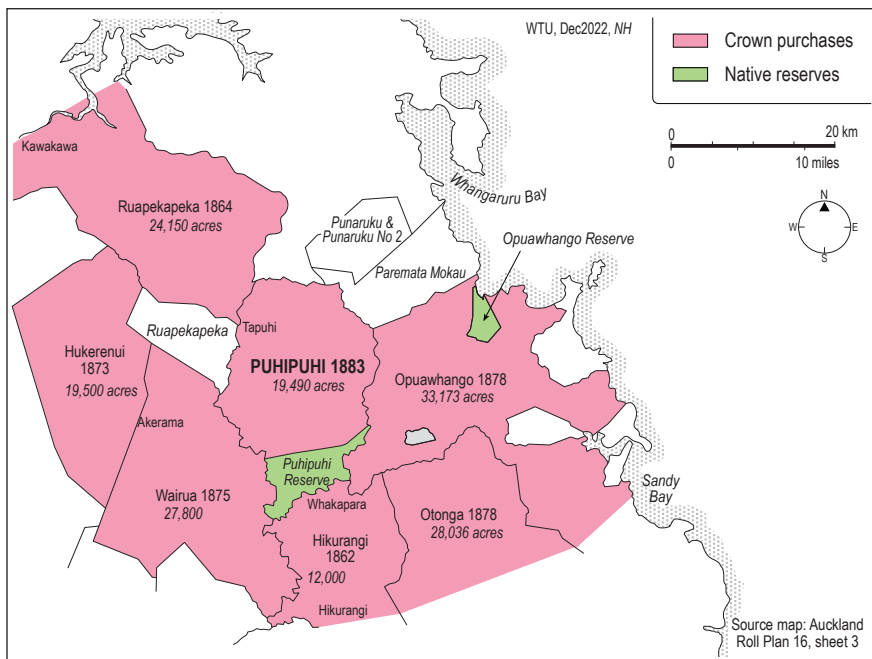 WTU, Dec2022, NH
Crown purchases
Native reserves
0 20 km
0 10 miles
N
W E
S
Kawakawa
Ruapekapeka 1864
24,150 acres
Whangaruru Bay
Punaruku &
Punaruku No 2
Opuawhango Reserve
Paremata Mokau
Ruapekapeka
Tapuhi
Hukerenui
1873
19,500 acres
PUHIPUHI 1883
19,490 acres
Opuawhango 1878
33,173 acres
Akerama
Puhipuhi
Reserve
Wairua 1875
27,800
Whakapara
Hikurangi
1862
12,000
Hikurangi
Otonga 1878
28,036 acres
Sandy
Bay
Source map: Auckland
Roll Plan 16, sheet 3